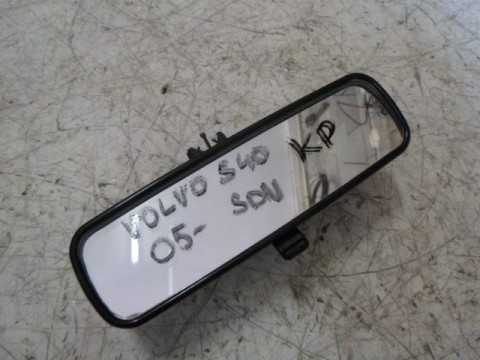 VOLVO S40 KP
05- SDN